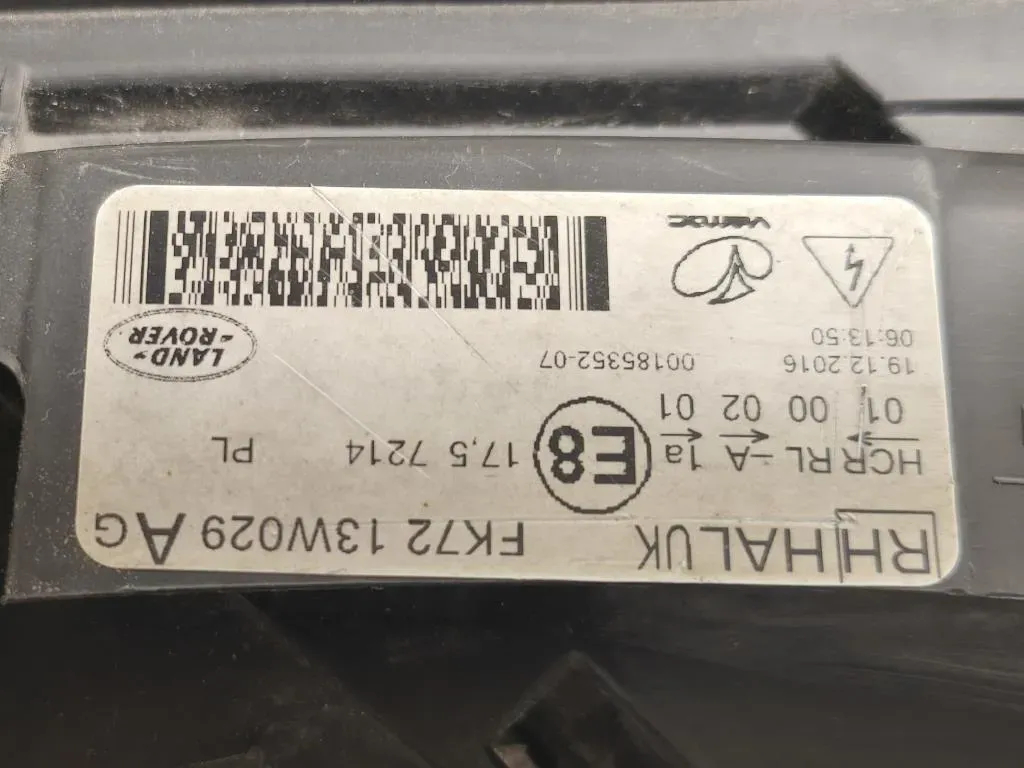 RH HAL UK FK72 13W029 AG
HCR RL A 1a E8 17,5 7214 PL
01 00 02 01
19.12.2016 00185352-07
06:13:50
LAND-
-ROVER
VARROC